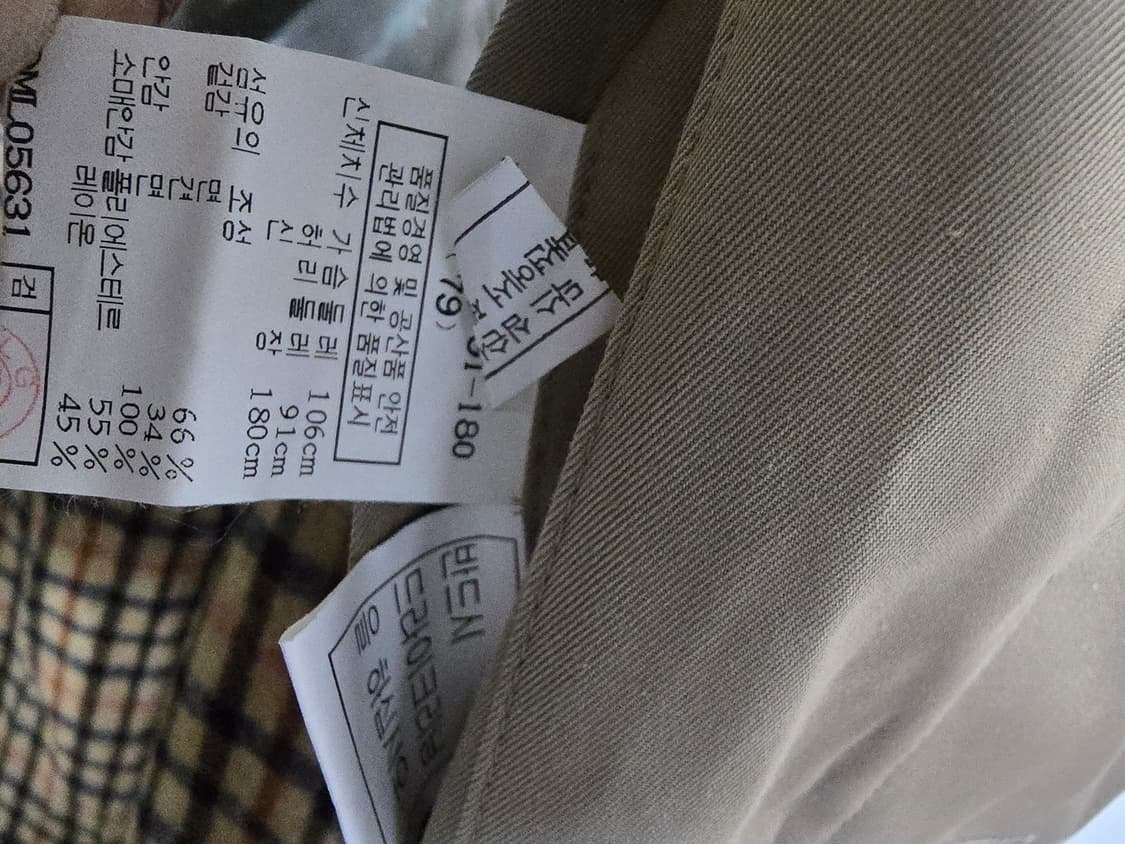 1-180
79)
품질경영 및 공산품 안전
관리법에 의한 품질표시
신체치수 가슴둘레 106cm
허리둘레 91cm
신 장 180cm
섬유의 조성
겉감 면 66%
견 34%
안감 면 100%
소매안감 폴리에스테르 55%
레이온 45%
ML05631 검
반드시
드라이크리닝
을 하십시오